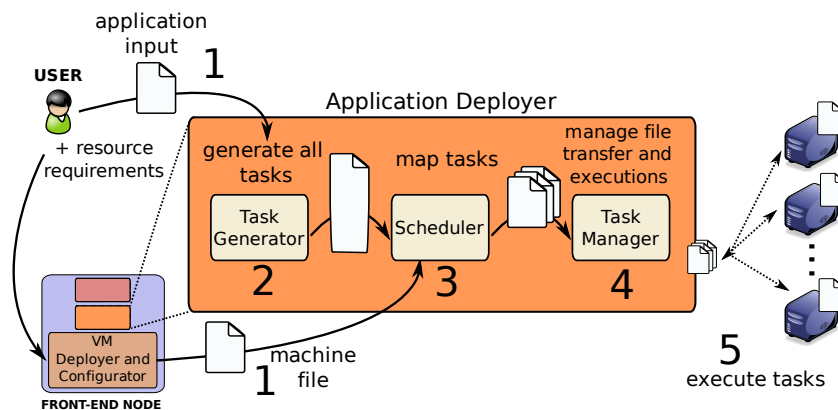 application
input
1
USER
+ resource
requirements
Application Deployer
generate all
tasks
map tasks
manage file
transfer and
executions
Task
Generator
Scheduler
Task
Manager
2
3
4
VM
Deployer and
Configurator
FRONT-END NODE
1
machine
file
5
execute tasks